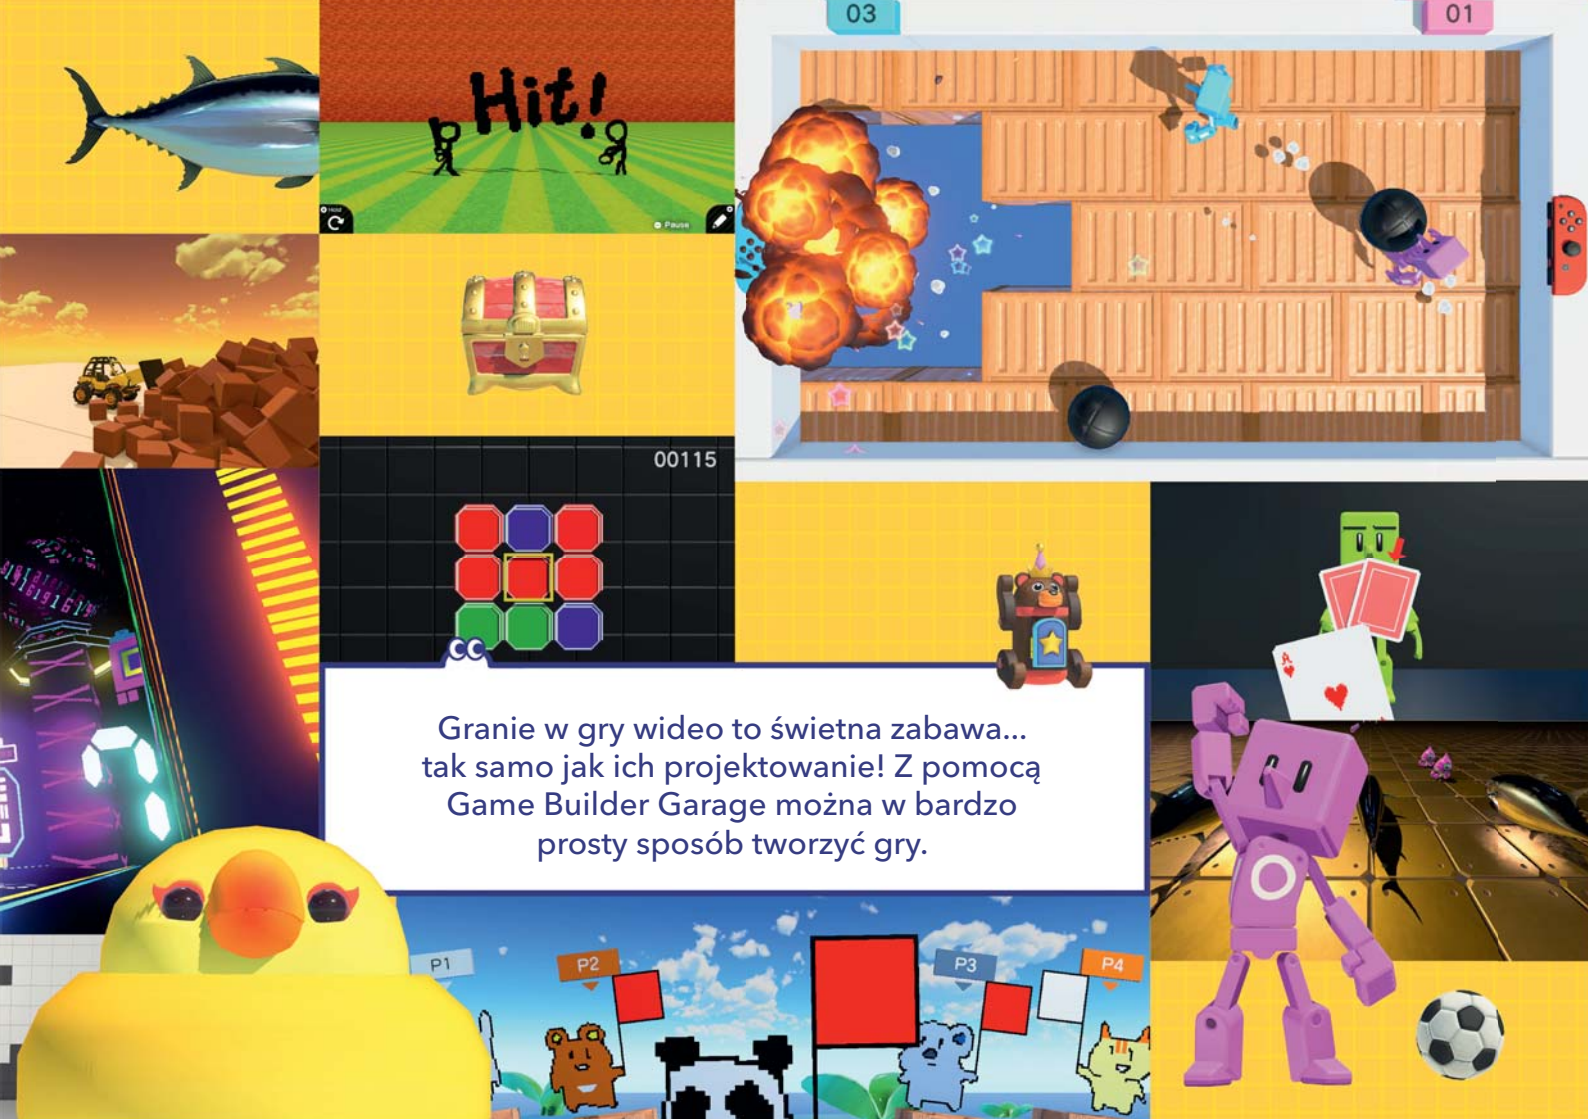 03
01
Hit!
HOLD
Pause
00115
A
Granie w gry wideo to świetna zabawa...
tak samo jak ich projektowanie! Z pomocą
Game Builder Garage można w bardzo
prosty sposób tworzyć gry.
P1
P2
P3
P4